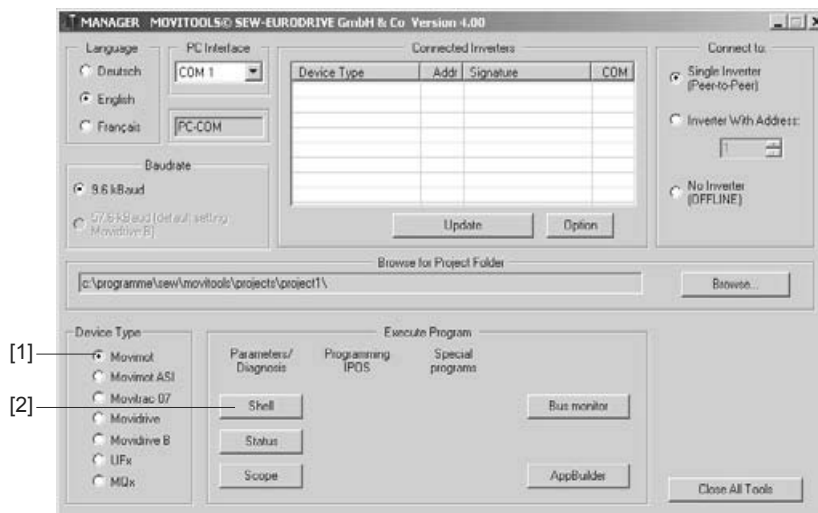 MANAGER MOVITOOLS© SEW-EURODRIVE GmbH & Co Version 4.00
Language
Deutsch
English
Français
PC Interface
COM 1
PC-COM
Baudrate
9.6 kBaud
57.6 kBaud (default setting Movidrive B)
Connected Inverters
Device Type Addr Signature COM
Update
Option
Connect to:
Single Inverter
(Peer-to-Peer)
Inverter With Address:
1
No Inverter
(OFFLINE)
Browse for Project Folder
c:\programme\sew\movitools\projects\project1\
Browse...
[1]
[2]
Device Type
Movimot
Movimot ASI
Movitrac 07
Movidrive
Movidrive B
UFx
MQx
Execute Program
Parameters/
Diagnosis
Programming
IPOS
Special
programs
Shell
Bus monitor
Status
Scope
AppBuilder
Close All Tools